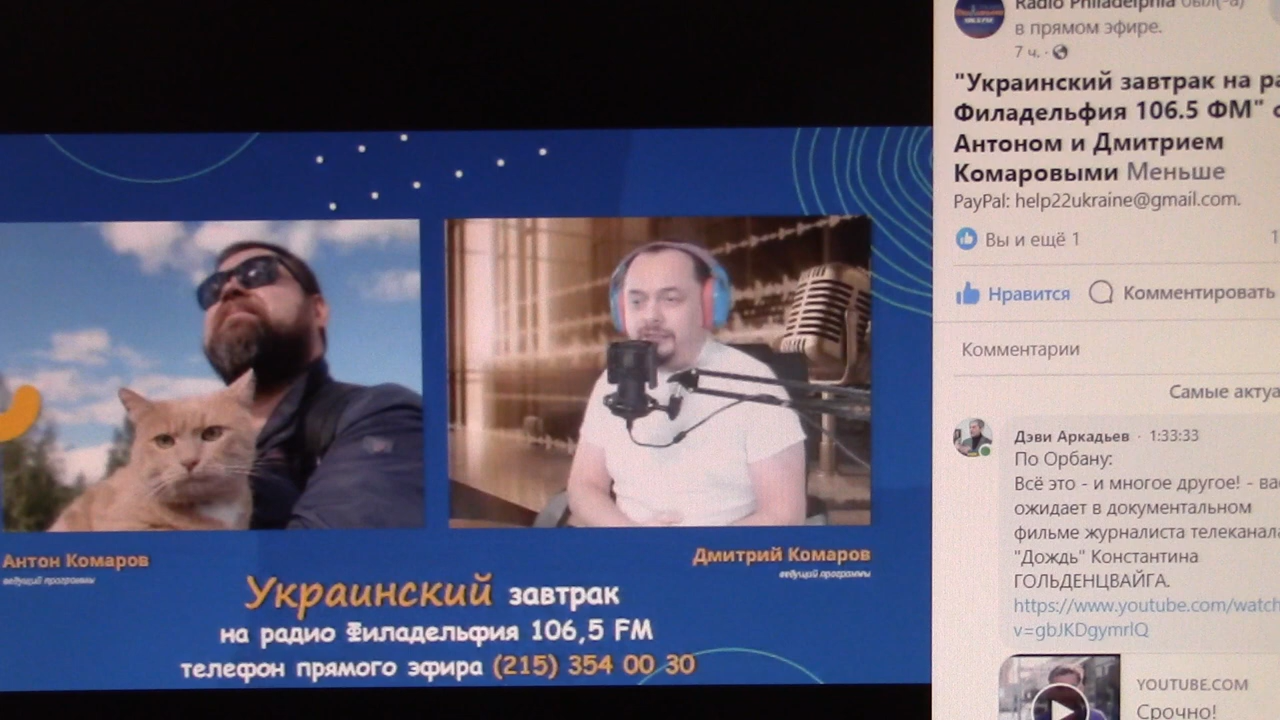 Антон Комаров
ведущий программы
Дмитрий Комаров
ведущий программы
Украинский завтрак
на радио Филадельфия 106,5 FM
телефон прямого эфира (215) 354 00 30
Radio Philadelphia был(-а)
в прямом эфире.
7 ч. ·
"Украинский завтрак на ра
Филадельфия 106.5 ФМ" с
Антоном и Дмитрием
Комаровыми Меньше
PayPal: help22ukraine@gmail.com.
Вы и ещё 1
Нравится Комментировать
Комментарии
Самые акту
Дэви Аркадьев · 1:33:33
По Орбану:
Всё это - и многое другое! - вас
ожидает в документальном
фильме журналиста телеканала
"Дождь" Константина
ГОЛЬДЕНЦВАЙГА.
https://www.youtube.com/watch
v=gbJKDgymrlQ
YOUTUBE.COM
Срочно!